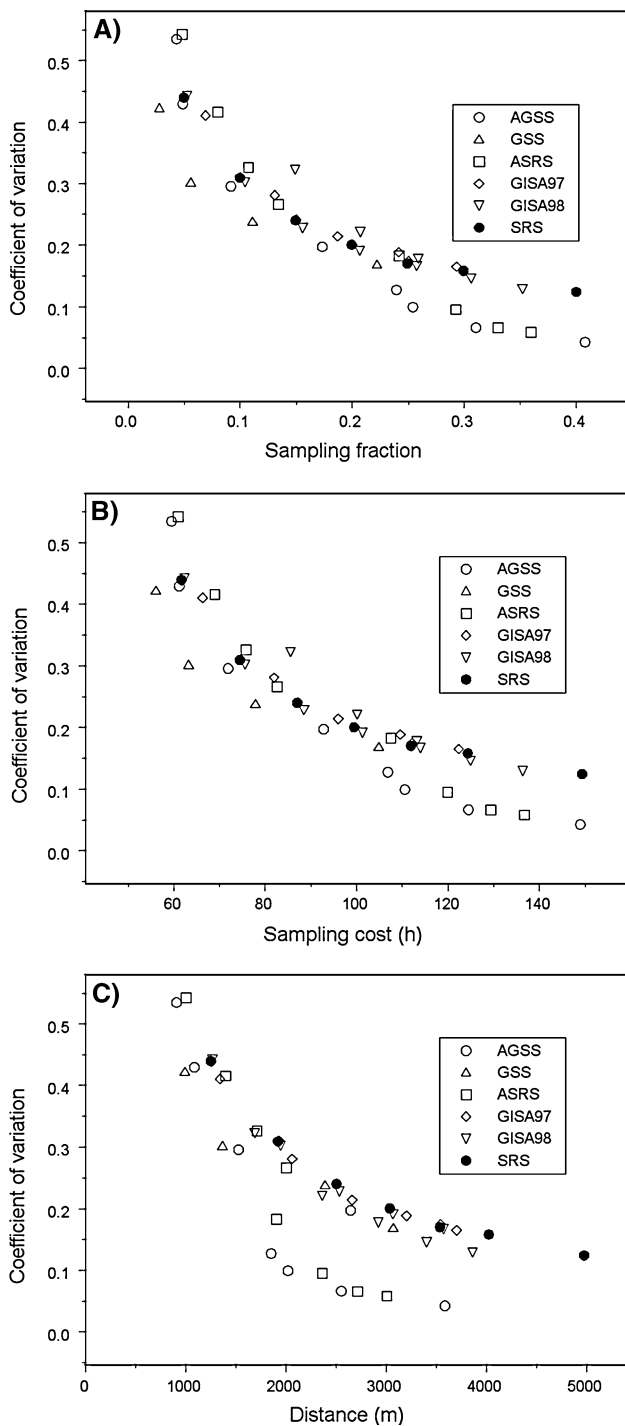 A)
0.5
0.4
0.3
0.2
0.1
0.0
Coefficient of variation
AGSS
GSS
ASRS
GISA97
GISA98
SRS
0.0 0.1 0.2 0.3 0.4
Sampling fraction
B)
0.5
0.4
0.3
0.2
0.1
0.0
Coefficient of variation
AGSS
GSS
ASRS
GISA97
GISA98
SRS
60 80 100 120 140
Sampling cost (h)
C)
0.5
0.4
0.3
0.2
0.1
0.0
Coefficient of variation
AGSS
GSS
ASRS
GISA97
GISA98
SRS
0 1000 2000 3000 4000 5000
Distance (m)